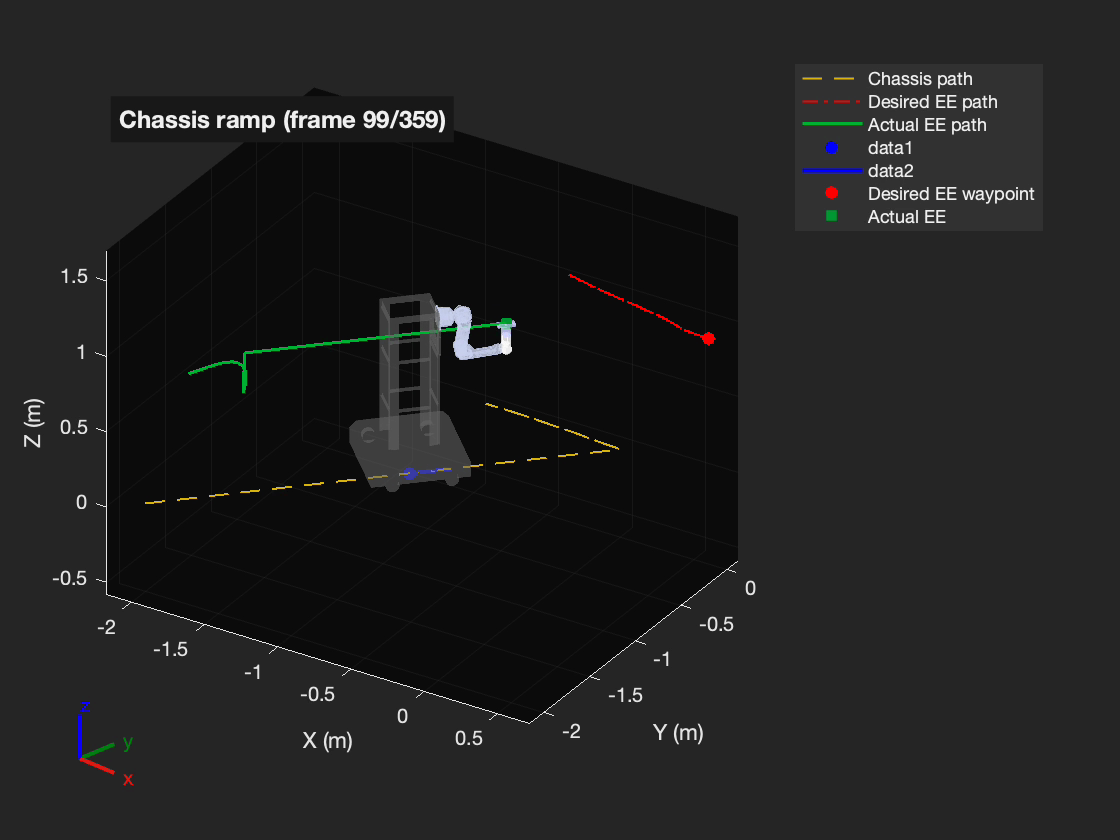 Chassis ramp (frame 99/359)
Chassis path
Desired EE path
Actual EE path
data1
data2
Desired EE waypoint
Actual EE
1.5
1
0.5
0
-0.5
Z (m)
-2
-1.5
-1
-0.5
0
0.5
X (m)
0
-0.5
-1
-1.5
-2
Y (m)
z
y
x